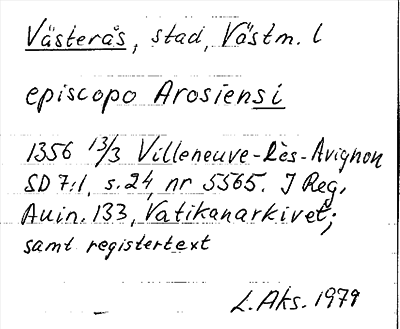 Västerås, stad, Västm. l
episcopo Arosiensi
1356 13/3 Villeneuve-Lès-Avignon
SD 7:1, s. 24, nr 5565. I Reg.
Auin. 133, Vatikanarkivet;
samt registertext
L. Aks. 1979